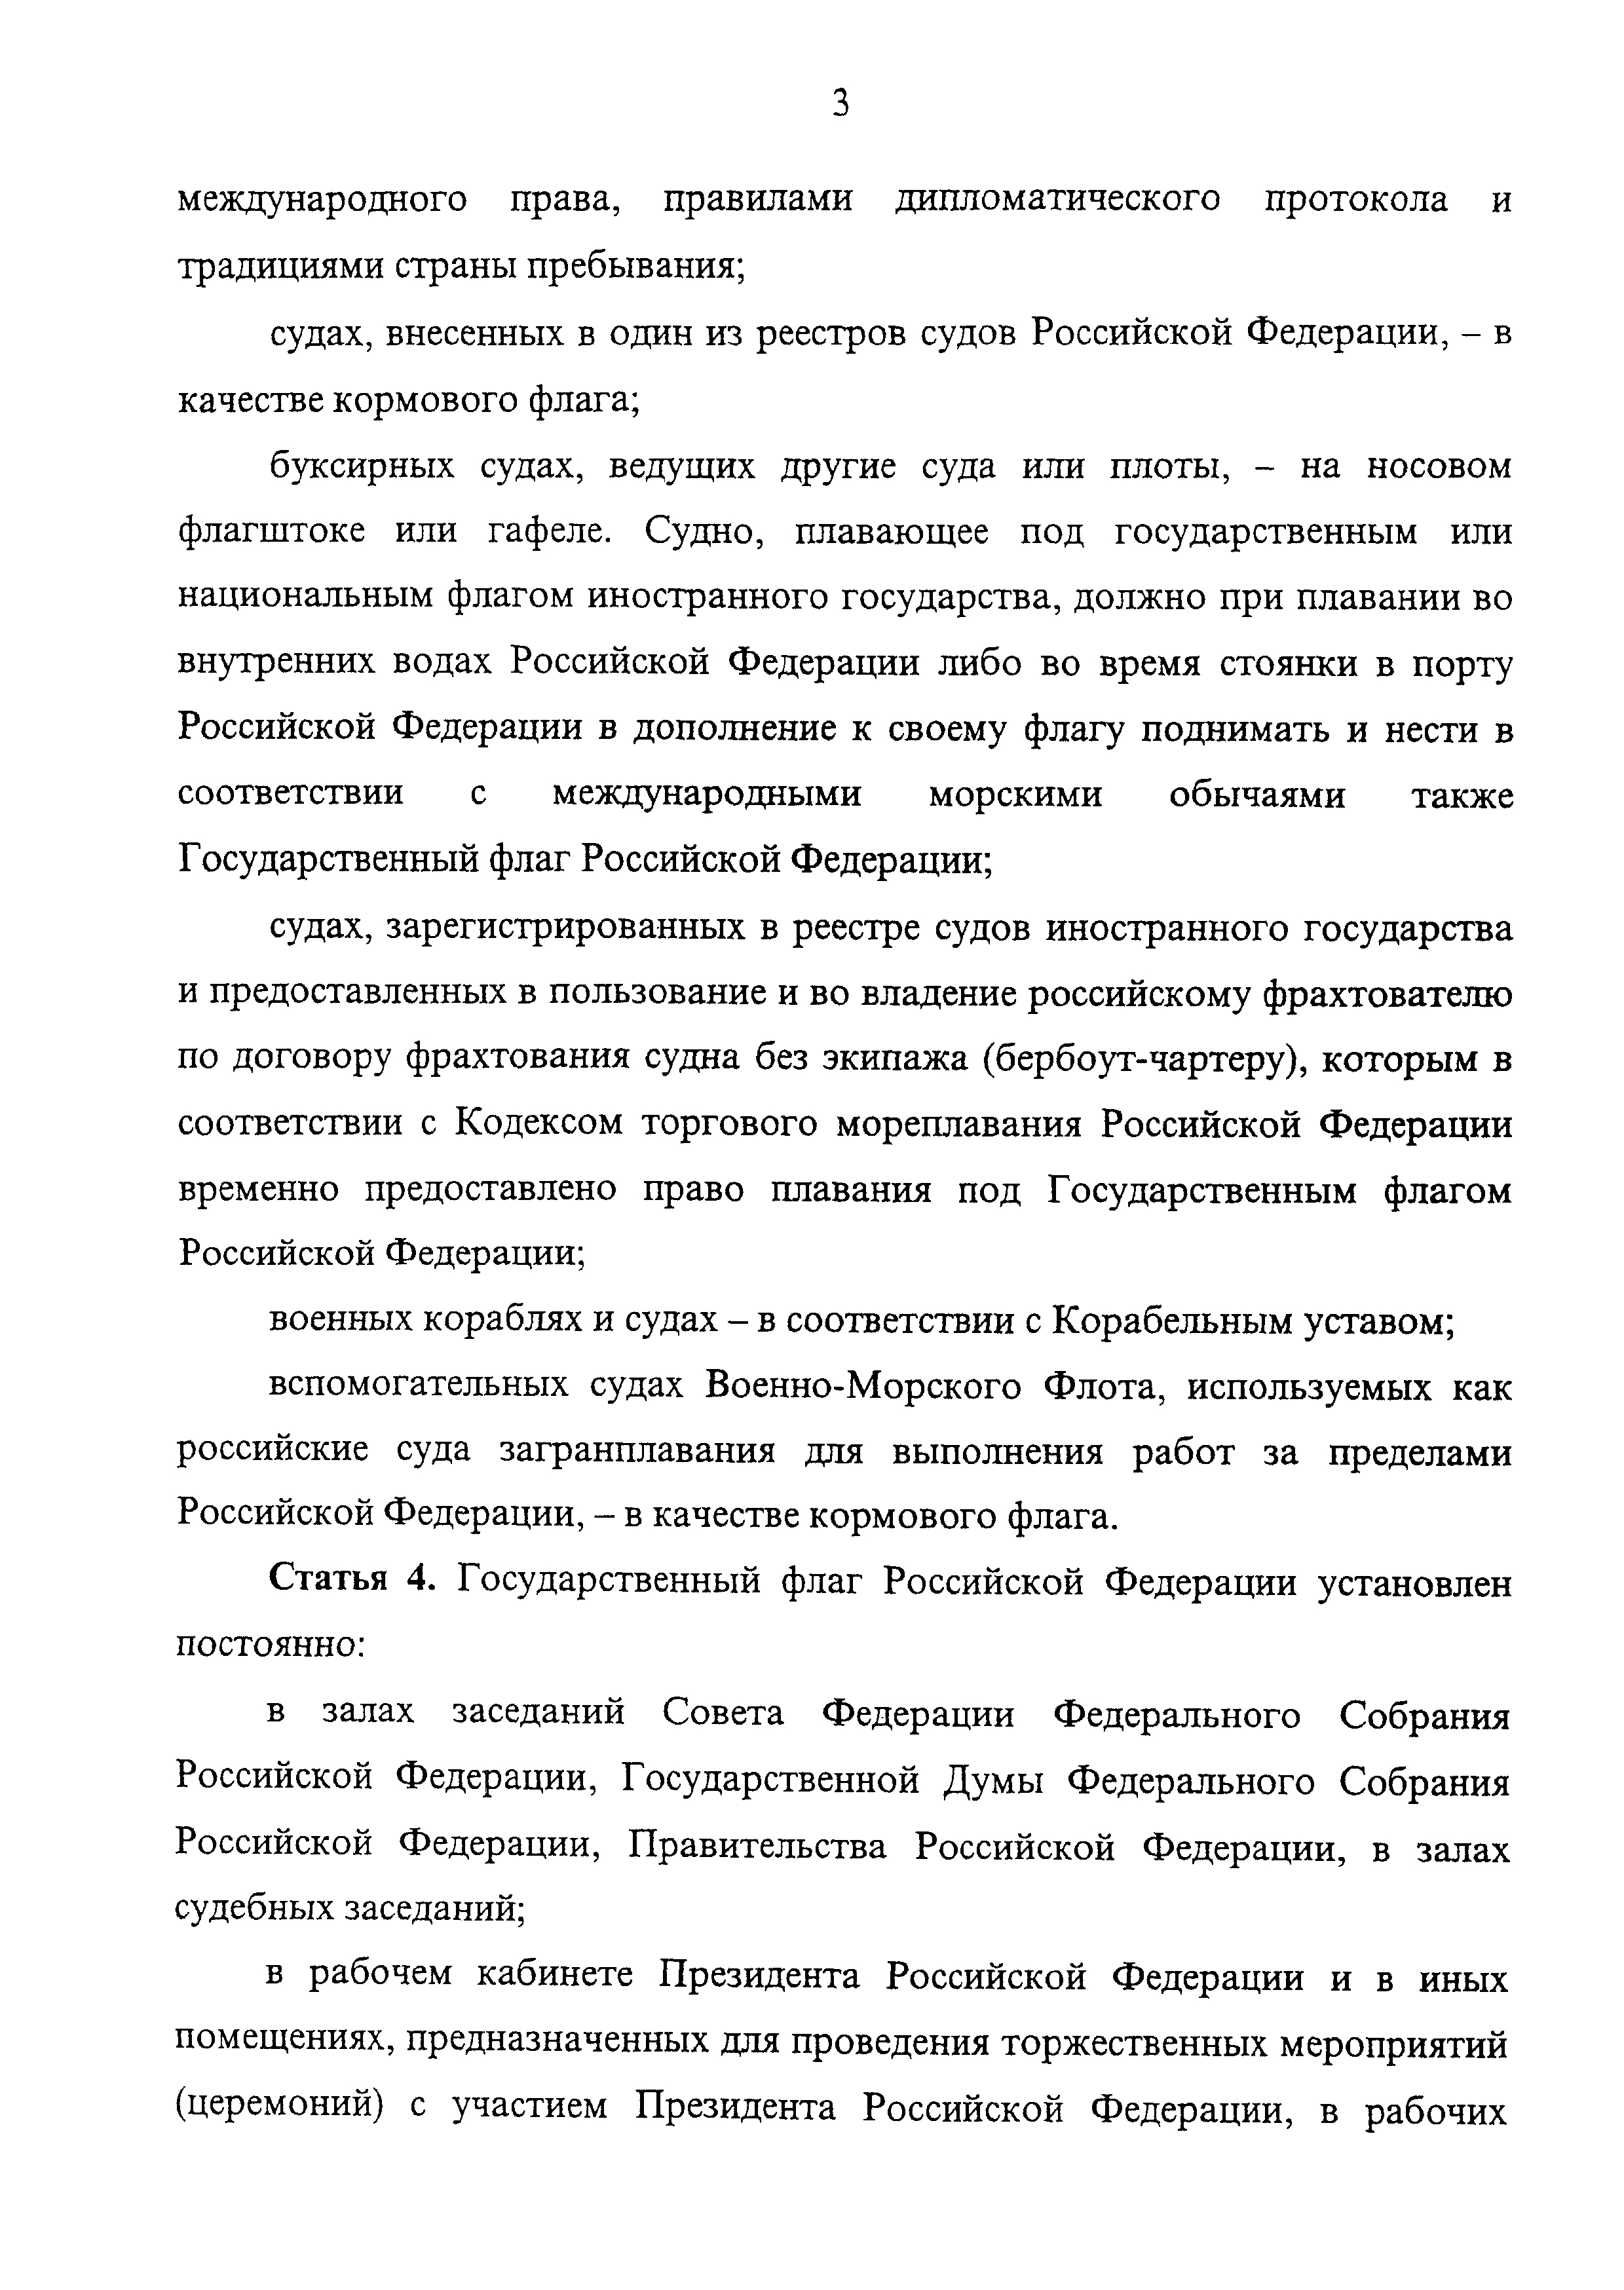 3
международного права, правилами дипломатического протокола и
традициями страны пребывания;
судах, внесенных в один из реестров судов Российской Федерации, – в
качестве кормового флага;
буксирных судах, ведущих другие суда или плоты, – на носовом
флагштоке или гафеле. Судно, плавающее под государственным или
национальным флагом иностранного государства, должно при плавании во
внутренних водах Российской Федерации либо во время стоянки в порту
Российской Федерации в дополнение к своему флагу поднимать и нести в
соответствии с международными морскими обычаями также
Государственный флаг Российской Федерации;
судах, зарегистрированных в реестре судов иностранного государства
и предоставленных в пользование и во владение российскому фрахтователю
по договору фрахтования судна без экипажа (бербоут-чартеру), которым в
соответствии с Кодексом торгового мореплавания Российской Федерации
временно предоставлено право плавания под Государственным флагом
Российской Федерации;
военных кораблях и судах – в соответствии с Корабельным уставом;
вспомогательных судах Военно-Морского Флота, используемых как
российские суда загранплавания для выполнения работ за пределами
Российской Федерации, – в качестве кормового флага.
Статья 4. Государственный флаг Российской Федерации установлен
постоянно:
в залах заседаний Совета Федерации Федерального Собрания
Российской Федерации, Государственной Думы Федерального Собрания
Российской Федерации, Правительства Российской Федерации, в залах
судебных заседаний;
в рабочем кабинете Президента Российской Федерации и в иных
помещениях, предназначенных для проведения торжественных мероприятий
(церемоний) с участием Президента Российской Федерации, в рабочих